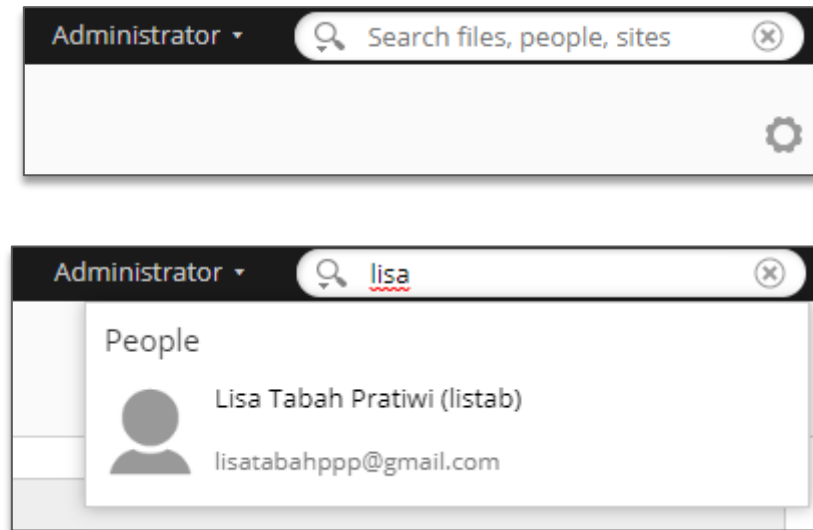 Administrator Search files, people, sites
Administrator lisa
People
Lisa Tabah Pratiwi (listab)
lisatabahppp@gmail.com